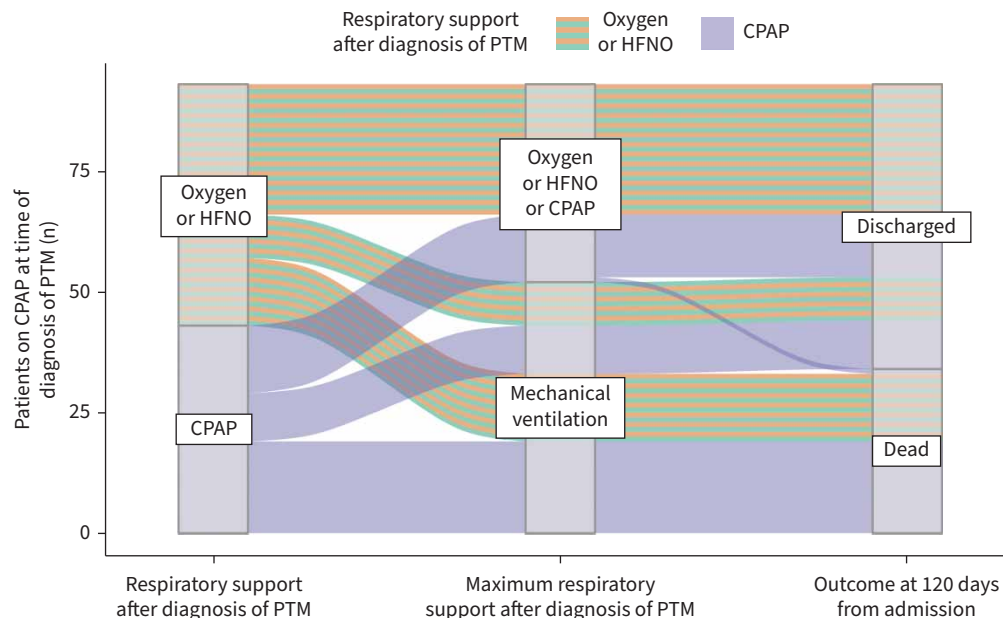 Respiratory support
after diagnosis of PTM
Oxygen
or HFNO
CPAP
Patients on CPAP at time of
diagnosis of PTM (n)
75
50
25
0
Oxygen
or HFNO
CPAP
Oxygen
or HFNO
or CPAP
Mechanical
ventilation
Discharged
Dead
Respiratory support
after diagnosis of PTM
Maximum respiratory
support after diagnosis of PTM
Outcome at 120 days
from admission